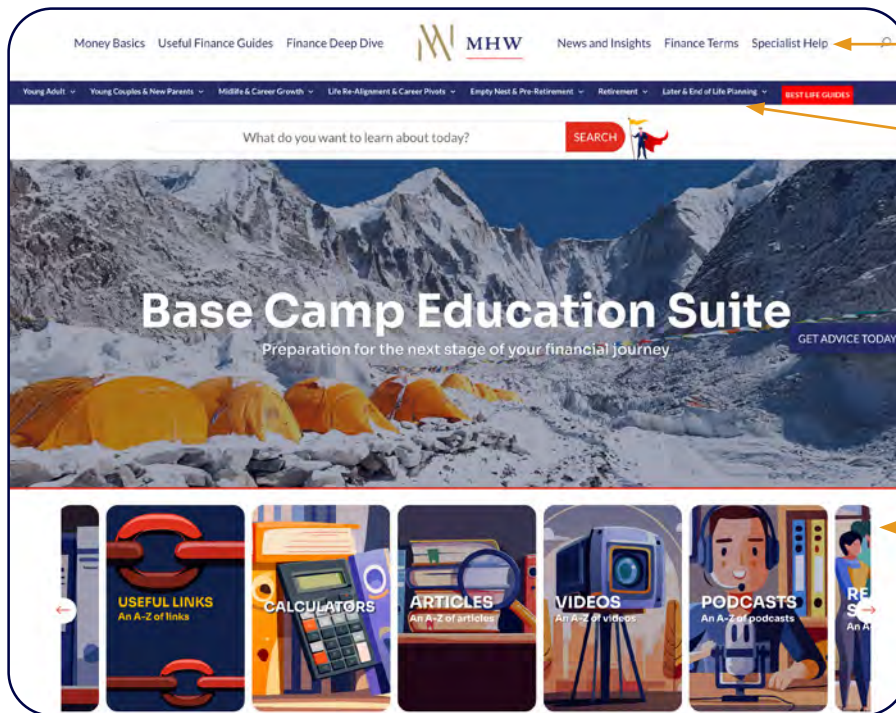 Money Basics Useful Finance Guides Finance Deep Dive MHW News and Insights Finance Terms Specialist Help
Young Adult Young Couples & New Parents Midlife & Career Growth Life Re-Alignment & Career Pivots Empty Nest & Pre-Retirement Retirement Later & End of Life Planning BEST LIFE GUIDES
What do you want to learn about today? SEARCH
Base Camp Education Suite
Preparation for the next stage of your financial journey
GET ADVICE TODAY
USEFUL LINKS
An A-Z of links
CALCULATORS
ARTICLES
An A-Z of articles
VIDEOS
An A-Z of videos
PODCASTS
An A-Z of podcasts